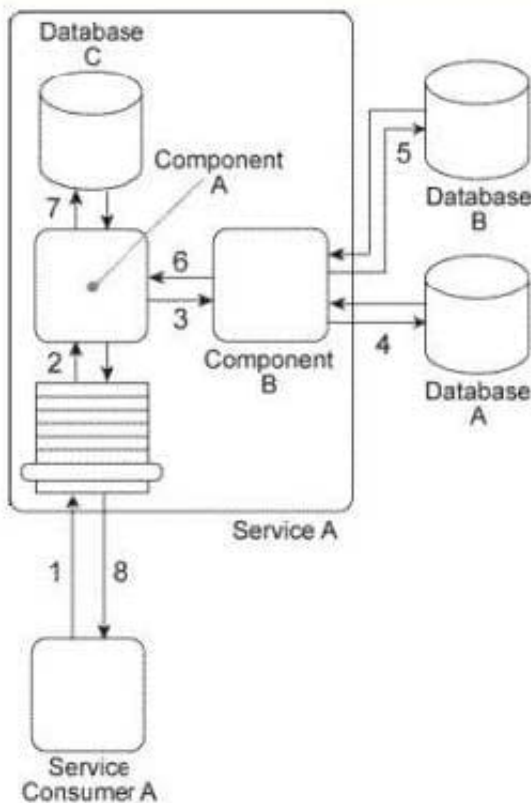 Database
C
Component
A
7
6
3
2
Component
B
5
Database
B
4
Database
A
Service A
1
8
Service
Consumer A